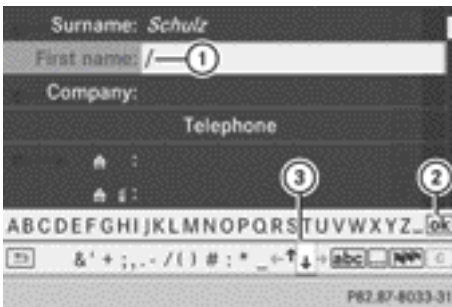 Surname: Schulz
First name: / 1
Company:
Telephone
:
:
3 2
ABCDEFGHIJKLMNOPQRSTUVWXYZ_ ok
& ' + ; , . - / ( ) # : * _ ←↑↓→ abc c
P82.87-8033-31